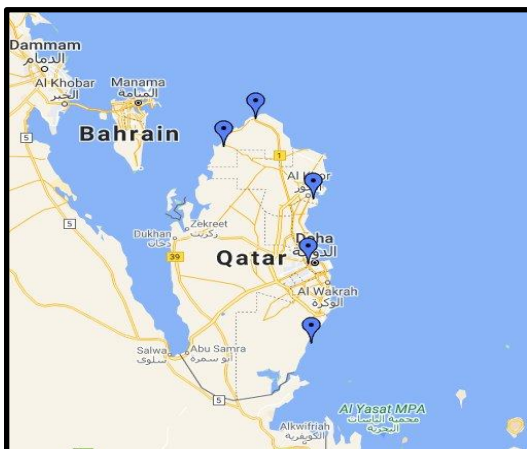 Dammam
الدمام
Al Khobar
الخبر
Manama
المنامة
Bahrain
5
1
Al Khor
الخور
Zekreet
زكريت
Dukhan
دخان
39
5
Doha
الدوحة
Qatar
Al Wakrah
الوكرة
Salwa
سلوى
Abu Samra
أبو سمرة
5
Al Yasat MPA
محمية الياسات
البحرية
Alkwifriah
الكويفرية